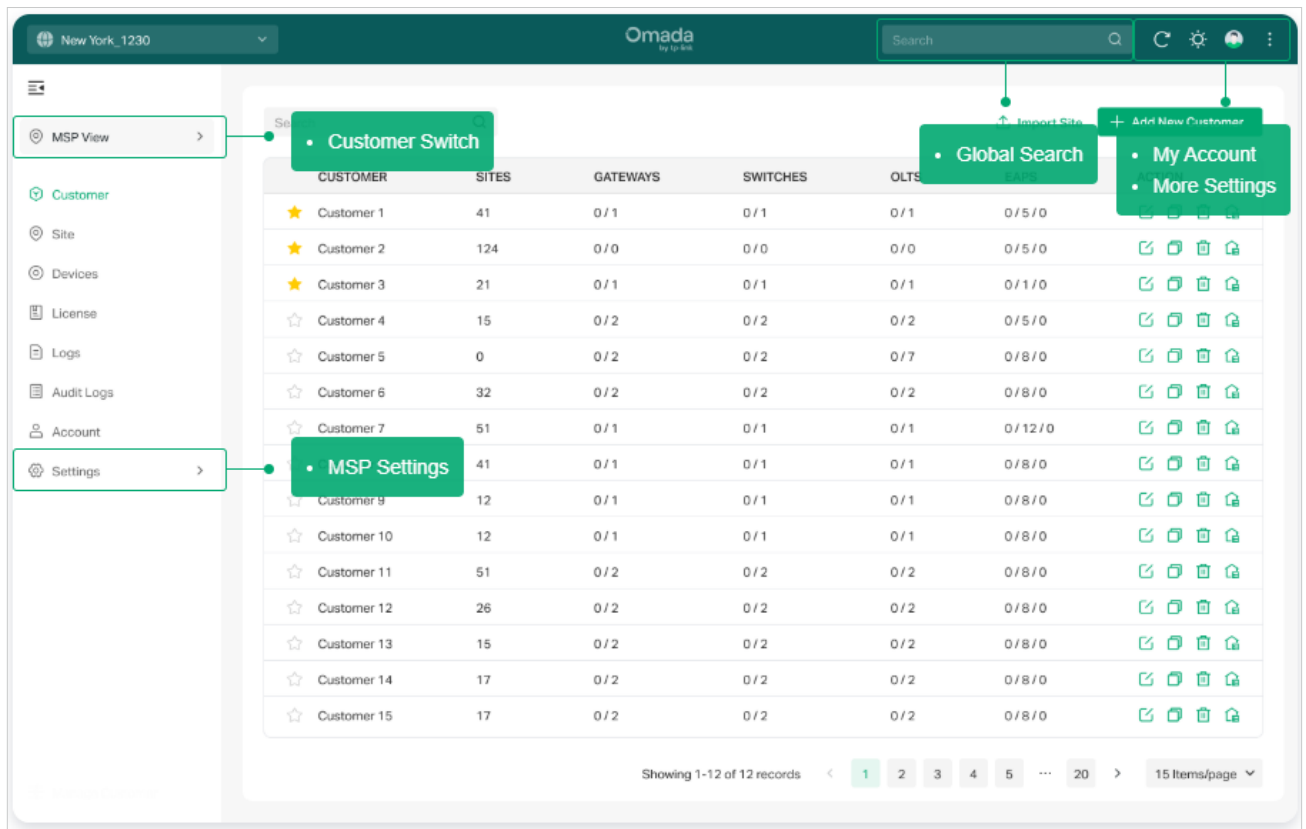 New York_1230
Omada
by tp-link
Search
MSP View
Customer Switch
Import Site
Add New Customer
Global Search
My Account
More Settings
CUSTOMER SITES GATEWAYS SWITCHES OLTS EAPS ACTION
Customer
Site
Devices
License
Logs
Audit Logs
Account
Settings
Customer 1 41 0 / 1 0 / 1 0 / 1 0 / 5 / 0
Customer 2 124 0 / 0 0 / 0 0 / 0 0 / 5 / 0
Customer 3 21 0 / 1 0 / 1 0 / 1 0 / 1 / 0
Customer 4 15 0 / 2 0 / 2 0 / 2 0 / 5 / 0
Customer 5 0 0 / 2 0 / 2 0 / 7 0 / 8 / 0
Customer 6 32 0 / 2 0 / 2 0 / 2 0 / 8 / 0
Customer 7 51 0 / 1 0 / 1 0 / 1 0 / 12 / 0
MSP Settings
41 0 / 1 0 / 1 0 / 1 0 / 8 / 0
Customer 9 12 0 / 1 0 / 1 0 / 1 0 / 8 / 0
Customer 10 12 0 / 1 0 / 1 0 / 1 0 / 8 / 0
Customer 11 51 0 / 2 0 / 2 0 / 2 0 / 8 / 0
Customer 12 26 0 / 2 0 / 2 0 / 2 0 / 8 / 0
Customer 13 15 0 / 2 0 / 2 0 / 2 0 / 8 / 0
Customer 14 17 0 / 2 0 / 2 0 / 2 0 / 8 / 0
Customer 15 17 0 / 2 0 / 2 0 / 2 0 / 8 / 0
Showing 1-12 of 12 records < 1 2 3 4 5 ... 20 > 15 Items/page